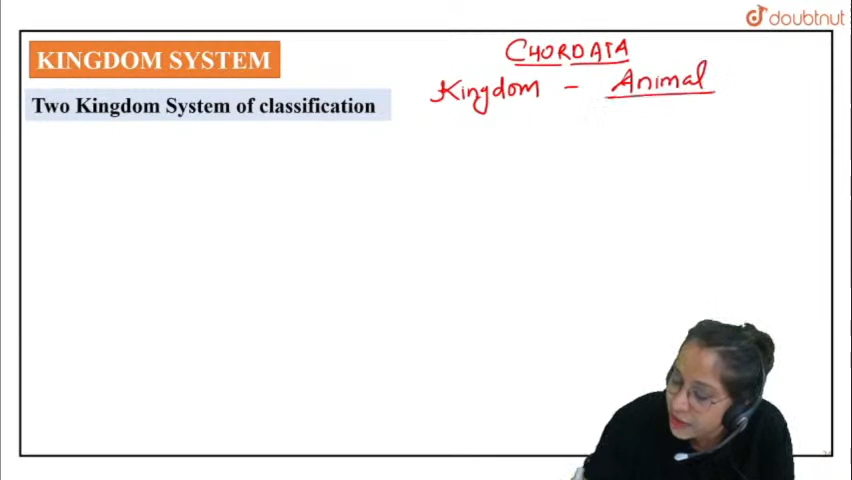 doubtnut
KINGDOM SYSTEM
CHORDATA
Kingdom - Animal
Two Kingdom System of classification